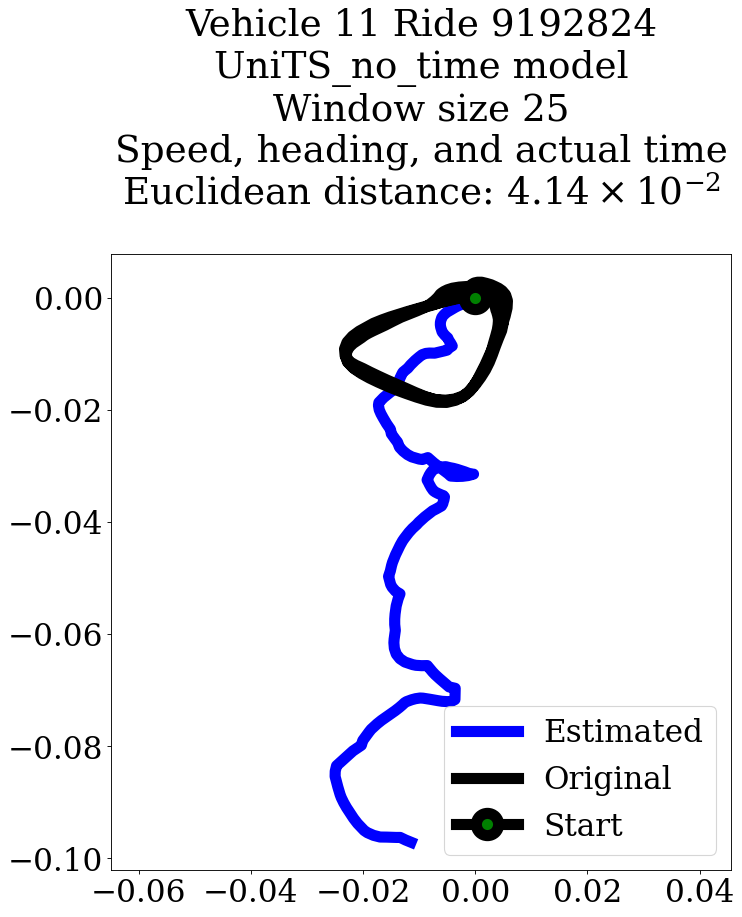 Vehicle 11 Ride 9192824
UniTS_no_time model
Window size 25
Speed, heading, and actual time
Euclidean distance: 4.14 × 10⁻²
0.00
−0.02
−0.04
−0.06
−0.08
−0.10
Estimated
Original
Start
−0.06 −0.04 −0.02 0.00 0.02 0.04